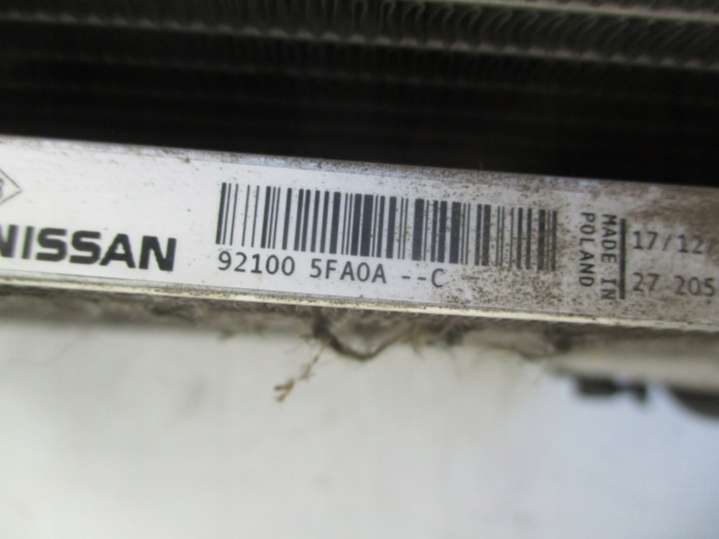 NISSAN
92100 5FA0A --C
MADE IN
POLAND
17/12/
27 205